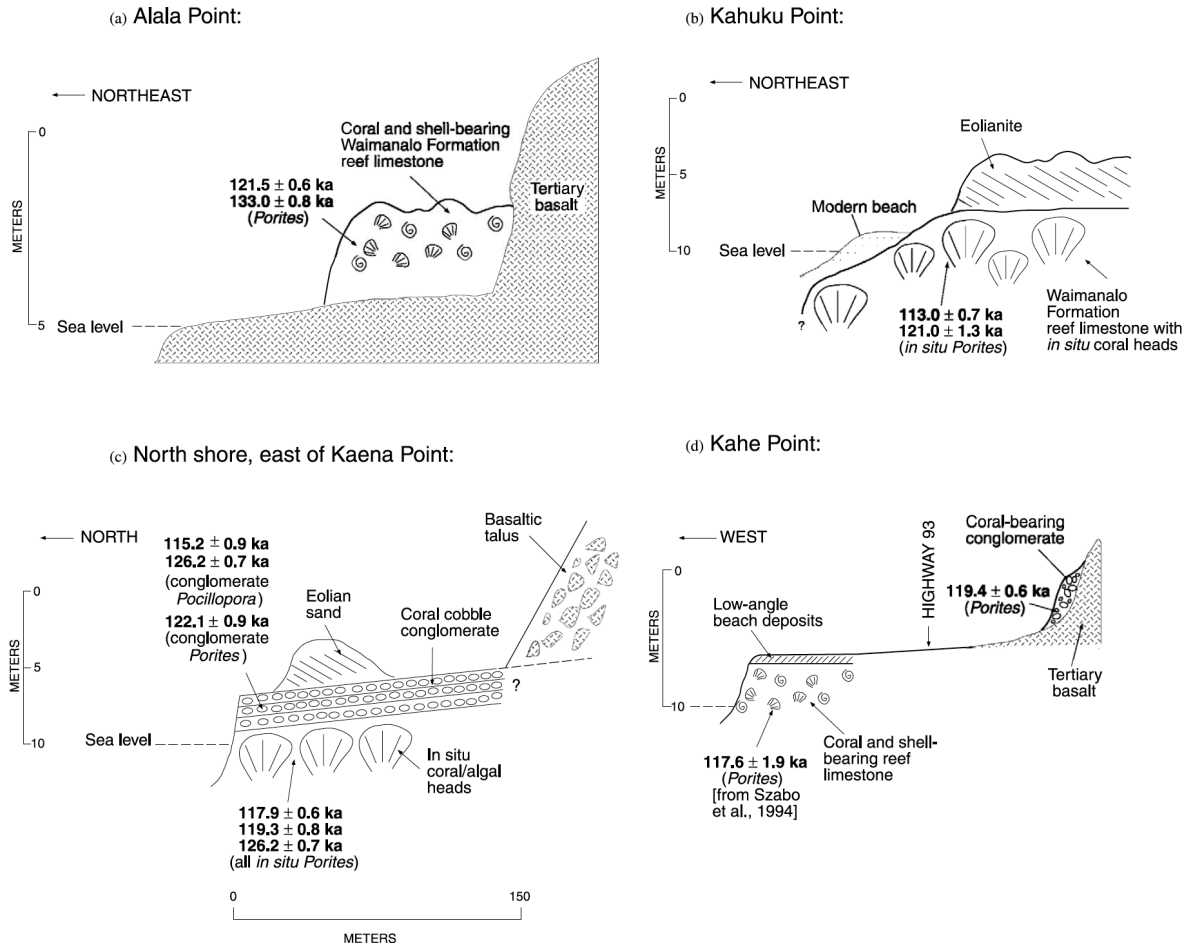 (a) Alala Point:
NORTHEAST
0
METERS
5
Sea level
121.5 ± 0.6 ka
133.0 ± 0.8 ka
(Porites)
Coral and shell-bearing
Waimanalo Formation
reef limestone
Tertiary
basalt
(b) Kahuku Point:
NORTHEAST
0
METERS
5
10
Sea level
Modern beach
Eolianite
113.0 ± 0.7 ka
121.0 ± 1.3 ka
(in situ Porites)
?
Waimanalo
Formation
reef limestone with
in situ coral heads
(c) North shore, east of Kaena Point:
NORTH
115.2 ± 0.9 ka
126.2 ± 0.7 ka
(conglomerate
Pocillopora)
122.1 ± 0.9 ka
(conglomerate
Porites)
Eolian
sand
Coral cobble
conglomerate
Basaltic
talus
0
METERS
5
10
Sea level
?
In situ
coral/algal
heads
117.9 ± 0.6 ka
119.3 ± 0.8 ka
126.2 ± 0.7 ka
(all in situ Porites)
0
150
METERS
(d) Kahe Point:
WEST
0
METERS
10
Low-angle
beach deposits
HIGHWAY 93
Coral-bearing
conglomerate
119.4 ± 0.6 ka
(Porites)
Tertiary
basalt
Sea level
117.6 ± 1.9 ka
(Porites)
[from Szabo
et al., 1994]
Coral and shell-
bearing reef
limestone